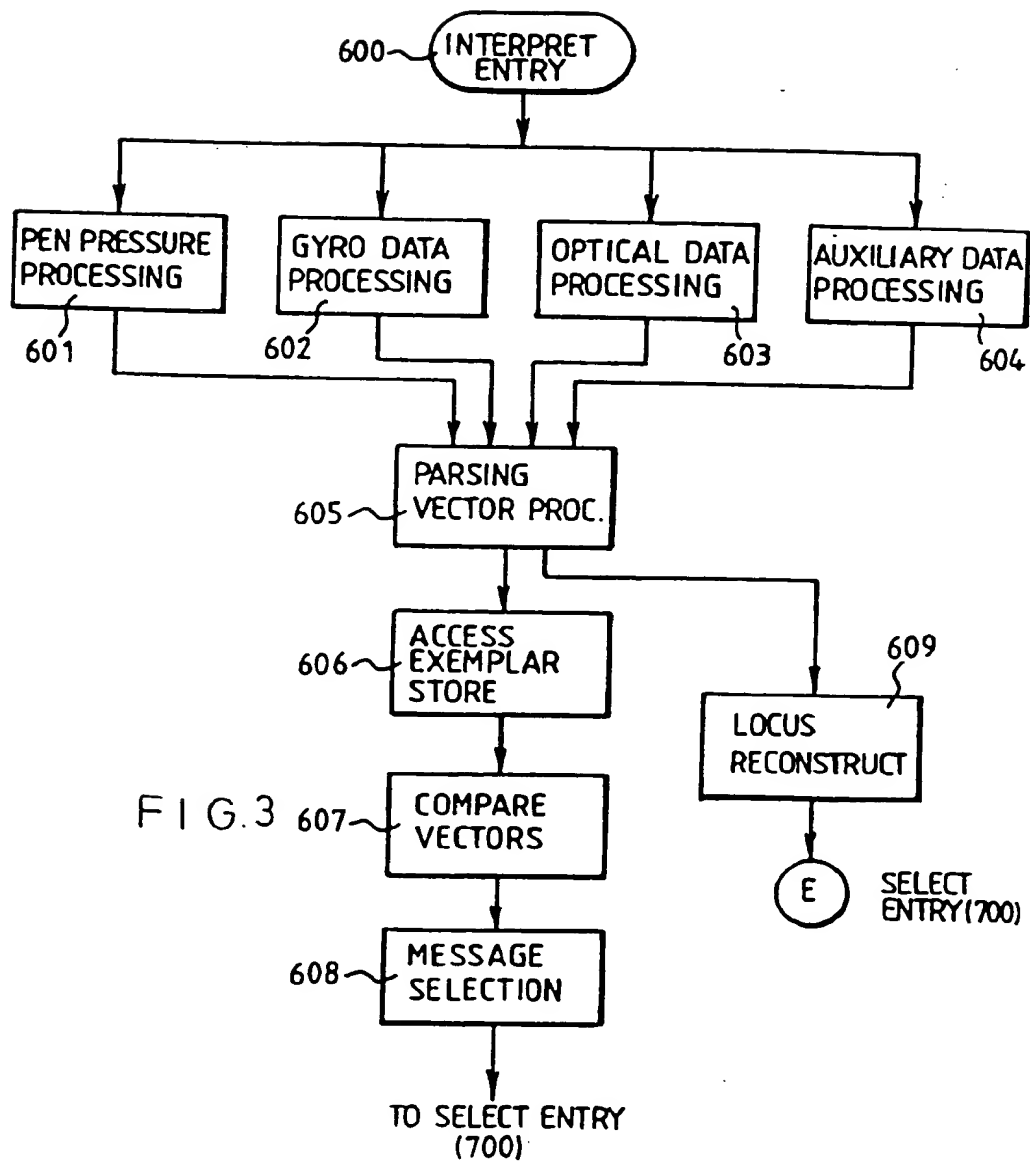 600
INTERPRET
ENTRY
PEN PRESSURE
PROCESSING
601
GYRO DATA
PROCESSING
602
OPTICAL DATA
PROCESSING
603
AUXILIARY DATA
PROCESSING
604
605
PARSING
VECTOR PROC.
606
ACCESS
EXEMPLAR
STORE
609
LOCUS
RECONSTRUCT
FIG.3
607
COMPARE
VECTORS
E
SELECT
ENTRY(700)
608
MESSAGE
SELECTION
TO SELECT ENTRY
(700)